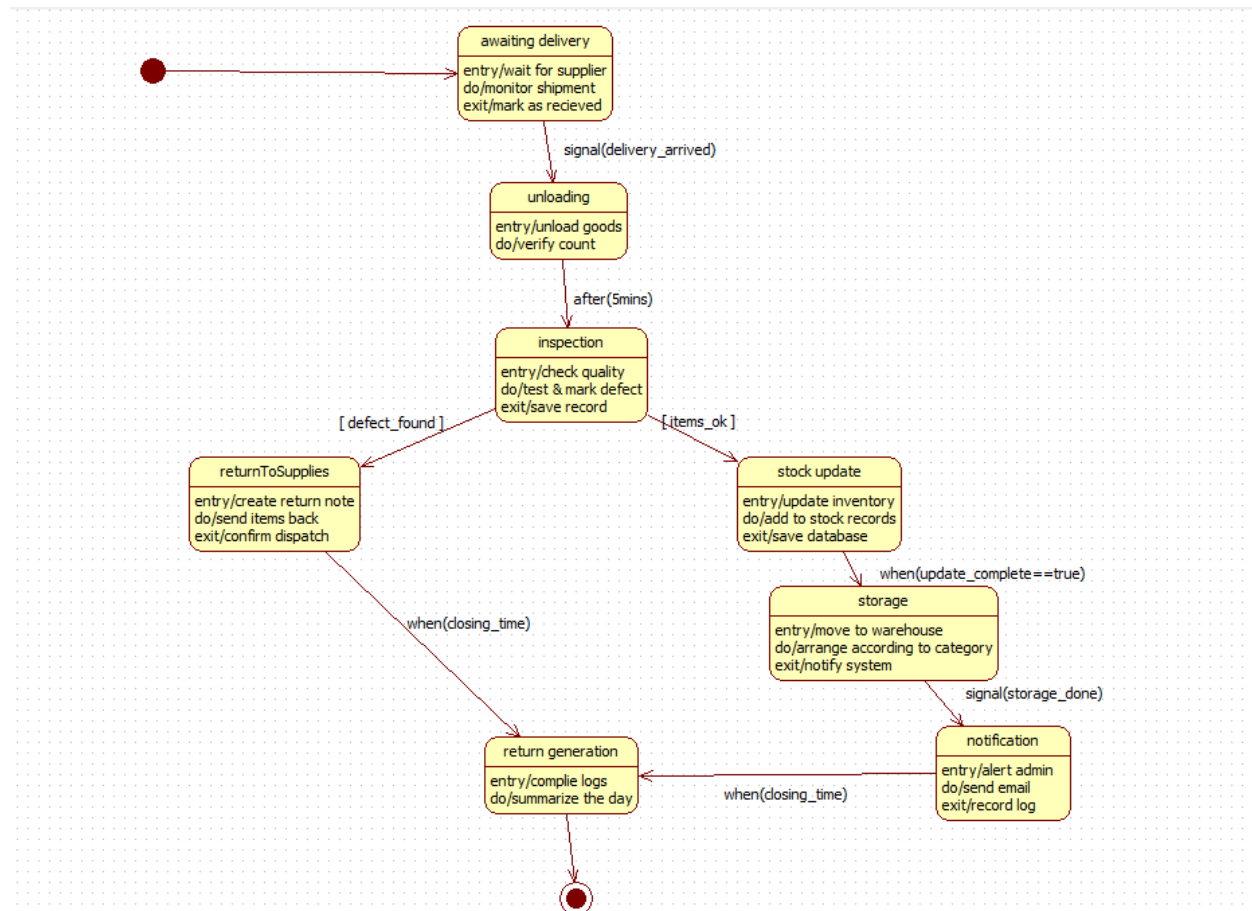 awaiting delivery
entry/wait for supplier
do/monitor shipment
exit/mark as recieved
signal(delivery_arrived)
unloading
entry/unload goods
do/verify count
after(5mins)
inspection
entry/check quality
do/test & mark defect
exit/save record
[ defect_found ]
[ items_ok ]
returnToSupplies
entry/create return note
do/send items back
exit/confirm dispatch
stock update
entry/update inventory
do/add to stock records
exit/save database
when(update_complete==true)
storage
entry/move to warehouse
do/arrange according to category
exit/notify system
when(closing_time)
signal(storage_done)
notification
entry/alert admin
do/send email
exit/record log
return generation
entry/complie logs
do/summarize the day
when(closing_time)